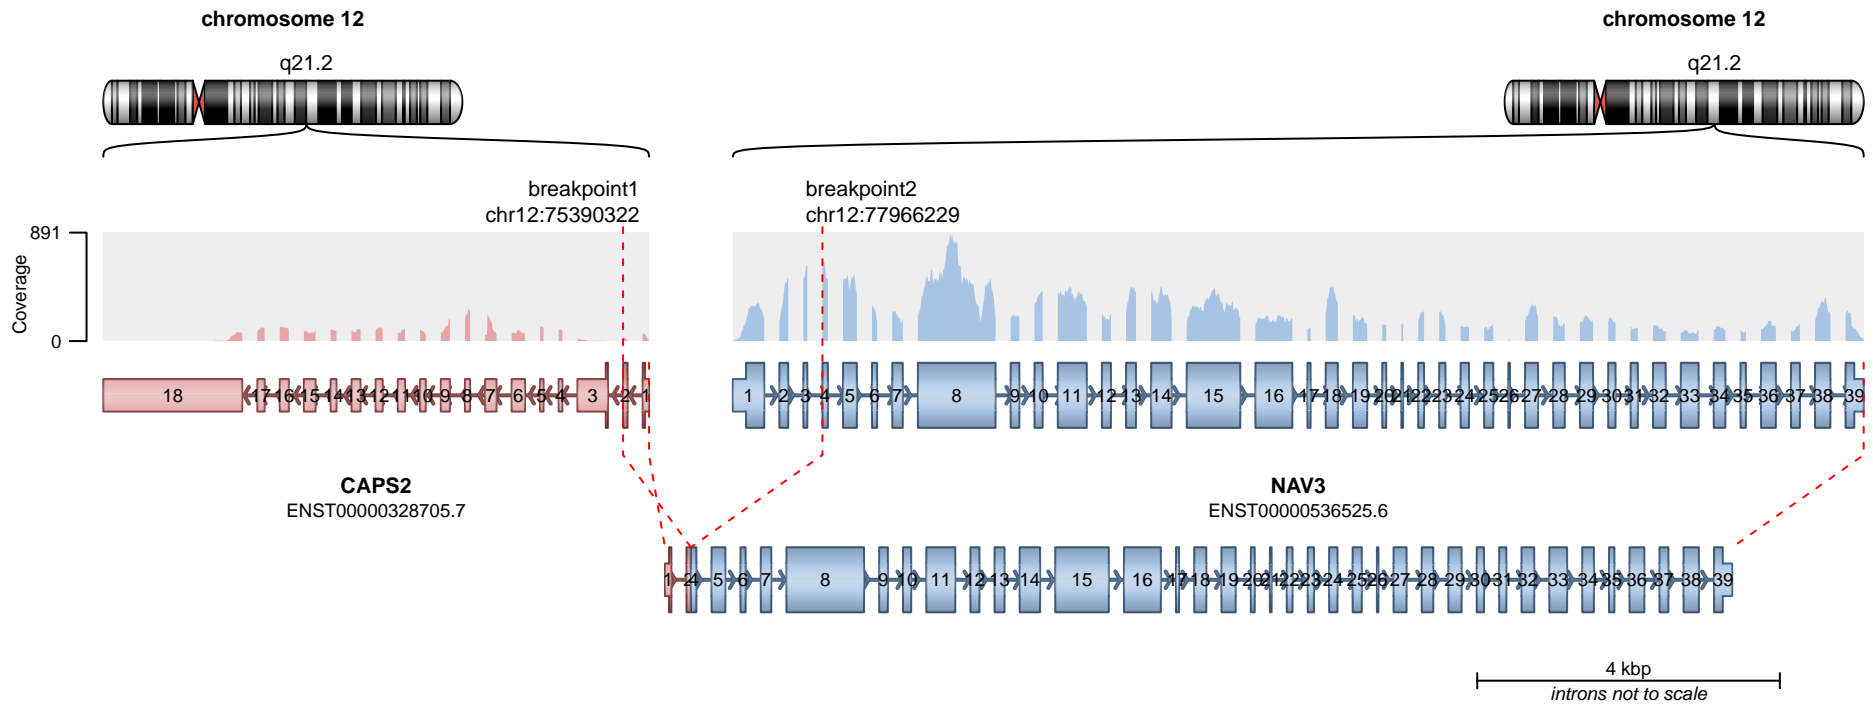 chromosome 12
chromosome 12
q21.2
q21.2
breakpoint1
chr12:75390322
breakpoint2
chr12:77966229
Coverage
891
0
18 17 16 15 14 13 12 11 10 9 8 7 6 5 4 3 2 1
1 2 3 4 5 6 7 8 9 10 11 12 13 14 15 16 17 18 19 20 21 22 23 24 25 26 27 28 29 30 31 32 33 34 35 36 37 38 39
CAPS2
ENST00000328705.7
NAV3
ENST00000536525.6
1 2 4 5 6 7 8 9 10 11 12 13 14 15 16 17 18 19 20 21 22 23 24 25 26 27 28 29 30 31 32 33 34 35 36 37 38 39
4 kbp
introns not to scale